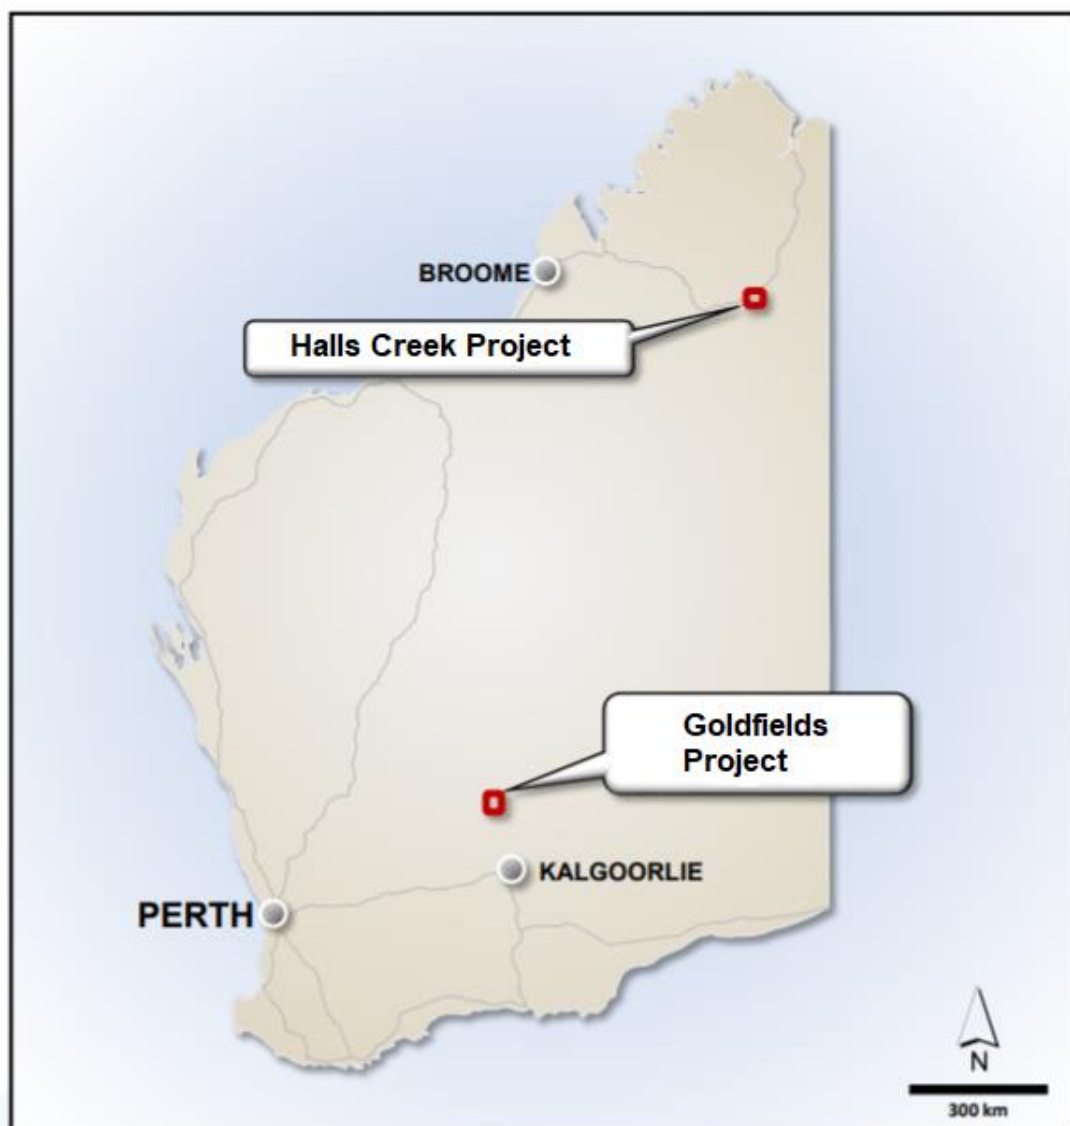 BROOME
Halls Creek Project
Goldfields
Project
KALGOORLIE
PERTH
N
300 km